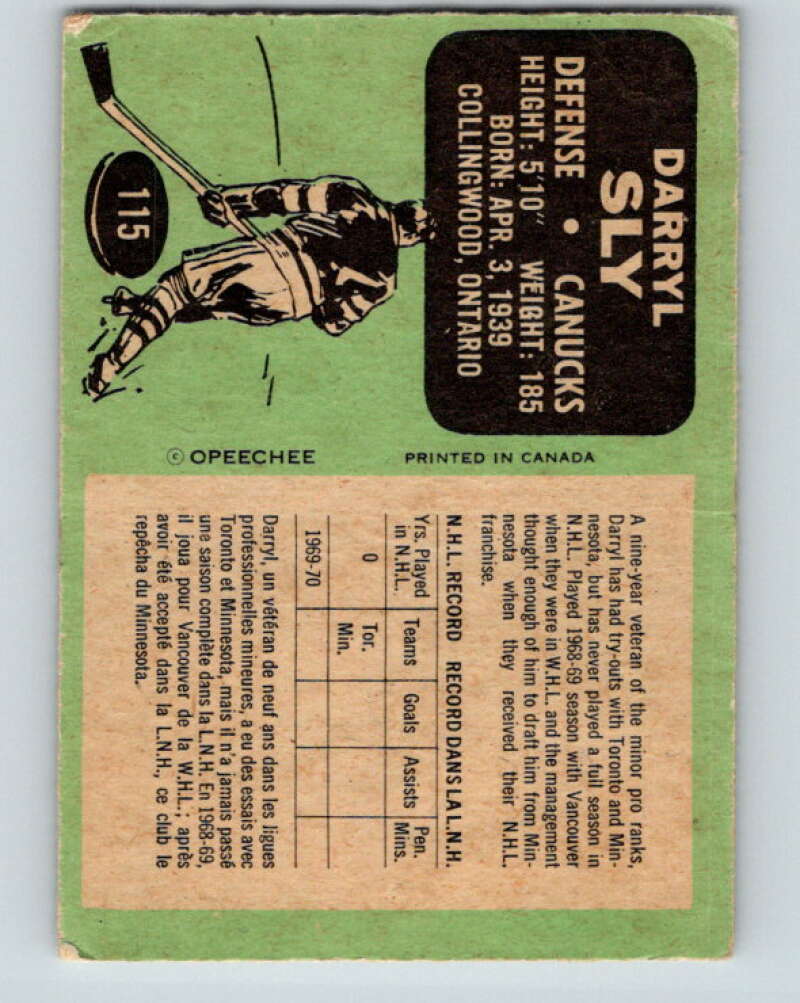 DARRYL
SLY
DEFENSE • CANUCKS
HEIGHT: 5'10" WEIGHT: 185
BORN: APR. 3, 1939
COLLINGWOOD, ONTARIO
115
© OPEECHEE
PRINTED IN CANADA
A nine-year veteran of the minor pro ranks,
Darryl has had try-outs with Toronto and Min-
nesota, but has never played a full season in
N.H.L. Played 1968-69 season with Vancouver
when they were in W.H.L. and the management
thought enough of him to draft him from Min-
nesota when they received their N.H.L.
franchise.
N.H.L. RECORD RECORD DANS LA L.N.H.
Yrs. Played in N.H.L. Teams Goals Assists Pen. Mins.
0 Tor.
Min.
1969-70
Darryl, un vétéran de neuf ans dans les ligues
professionnelles mineures, a eu des essais avec
Toronto et Minnesota, mais il n'a jamais passé
une saison complète dans la L.N.H. En 1968-69,
il joua pour Vancouver de la W.H.L.; après
avoir été accepté dans la L.N.H., ce club le
repêcha du Minnesota.